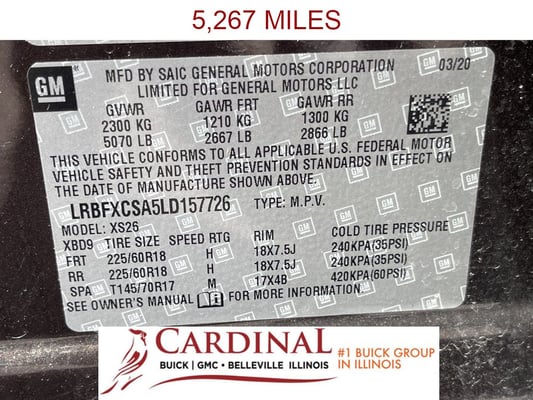 5,267 MILES
GM
MFD BY SAIC GENERAL MOTORS CORPORATION 03/20
LIMITED FOR GENERAL MOTORS LLC
GVWR GAWR FRT GAWR RR
2300 KG 1210 KG 1300 KG
5070 LB 2667 LB 2866 LB
THIS VEHICLE CONFORMS TO ALL APPLICABLE U.S. FEDERAL MOTOR
VEHICLE SAFETY AND THEFT PREVENTION STANDARDS IN EFFECT
ON THE DATE OF MANUFACTURE SHOWN ABOVE.
LRBFXCSA5LD157726 TYPE: M.P.V.
MODEL: XS26
XBD9 TIRE SIZE SPEED RTG RIM COLD TIRE PRESSURE
FRT 225/60R18 H 18X7.5J 240KPA(35PSI)
RR 225/60R18 H 18X7.5J 240KPA(35PSI)
SPA T145/70R17 M 17X4B 420KPA(60PSI)
SEE OWNER'S MANUAL FOR MORE INFORMATION
CARDINAL
BUICK | GMC • BELLEVILLE ILLINOIS
#1 BUICK GROUP
IN ILLINOIS